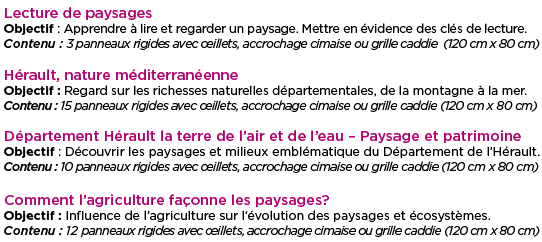 Lecture de paysages
Objectif : Apprendre à lire et regarder un paysage. Mettre en évidence des clés de lecture.
Contenu : 3 panneaux rigides avec œillets, accrochage cimaise ou grille caddie (120 cm x 80 cm)
Hérault, nature méditerranéenne
Objectif : Regard sur les richesses naturelles départementales, de la montagne à la mer.
Contenu : 15 panneaux rigides avec œillets, accrochage cimaise ou grille caddie (120 cm x 80 cm)
Département Hérault la terre de l'air et de l'eau – Paysage et patrimoine
Objectif : Découvrir les paysages et milieux emblématique du Département de l'Hérault.
Contenu : 10 panneaux rigides avec œillets, accrochage cimaise ou grille caddie (120 cm x 80 cm)
Comment l'agriculture façonne les paysages?
Objectif : Influence de l'agriculture sur l'évolution des paysages et écosystèmes.
Contenu : 12 panneaux rigides avec œillets, accrochage cimaise ou grille caddie (120 cm x 80 cm)